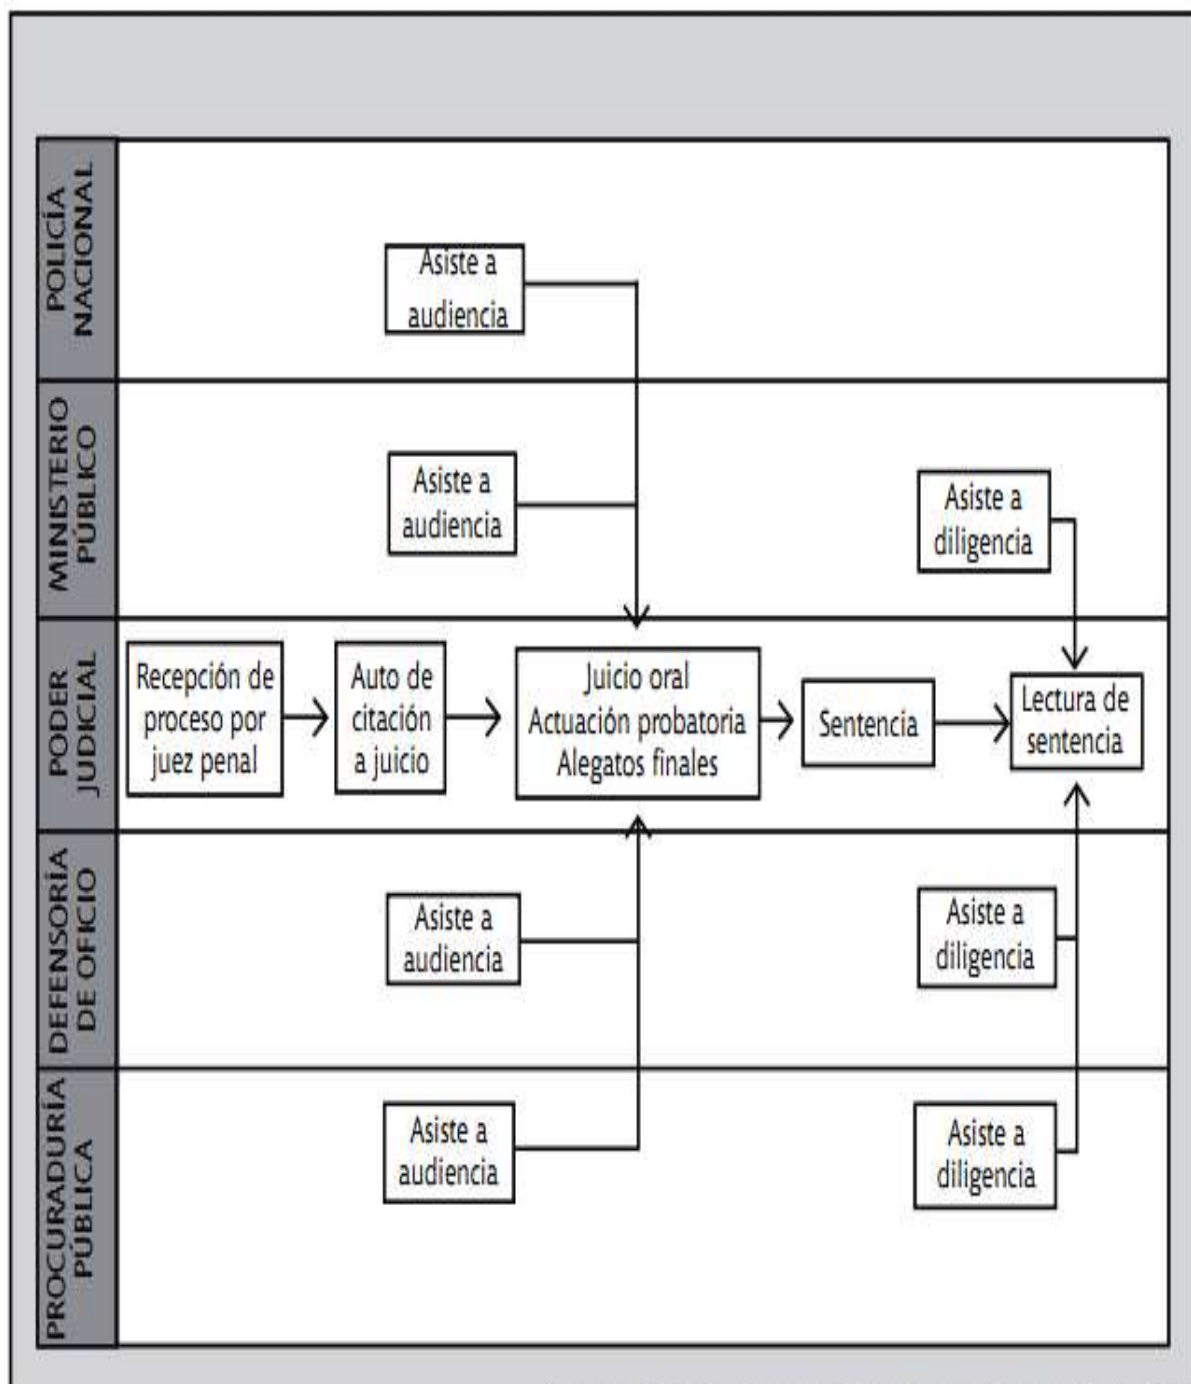 POLICÍA
NACIONAL
Asiste a
audiencia
MINISTERIO
PÚBLICO
Asiste a
audiencia
Asiste a
diligencia
PODER
JUDICIAL
Recepción de
proceso por
juez penal
Auto de
citación
a juicio
Juicio oral
Actuación probatoria
Alegatos finales
Sentencia
Lectura de
sentencia
DEFENSORÍA
DE OFICIO
Asiste a
audiencia
Asiste a
diligencia
PROCURADURÍA
PÚBLICA
Asiste a
audiencia
Asiste a
diligencia